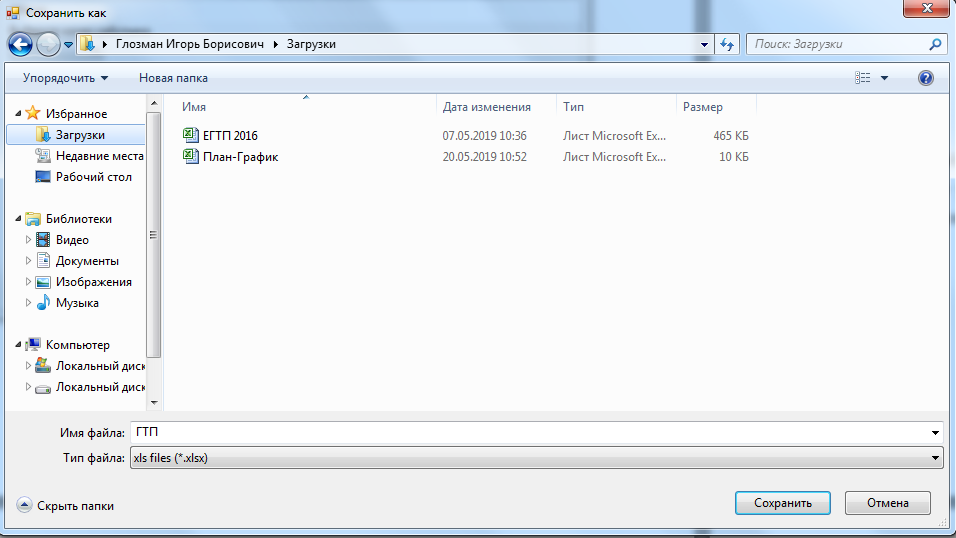 Сохранить как
Глозман Игорь Борисович Загрузки
Поиск: Загрузки
Упорядочить Новая папка
Избранное
Загрузки
Недавние места
Рабочий стол
Библиотеки
Видео
Документы
Изображения
Музыка
Компьютер
Локальный диск
Локальный диск
Имя Дата изменения Тип Размер
ЕГТП 2016 07.05.2019 10:36 Лист Microsoft Ex... 465 КБ
План-График 20.05.2019 10:52 Лист Microsoft Ex... 10 КБ
Имя файла: ГТП
Тип файла: xls files (*.xlsx)
Скрыть папки Сохранить Отмена